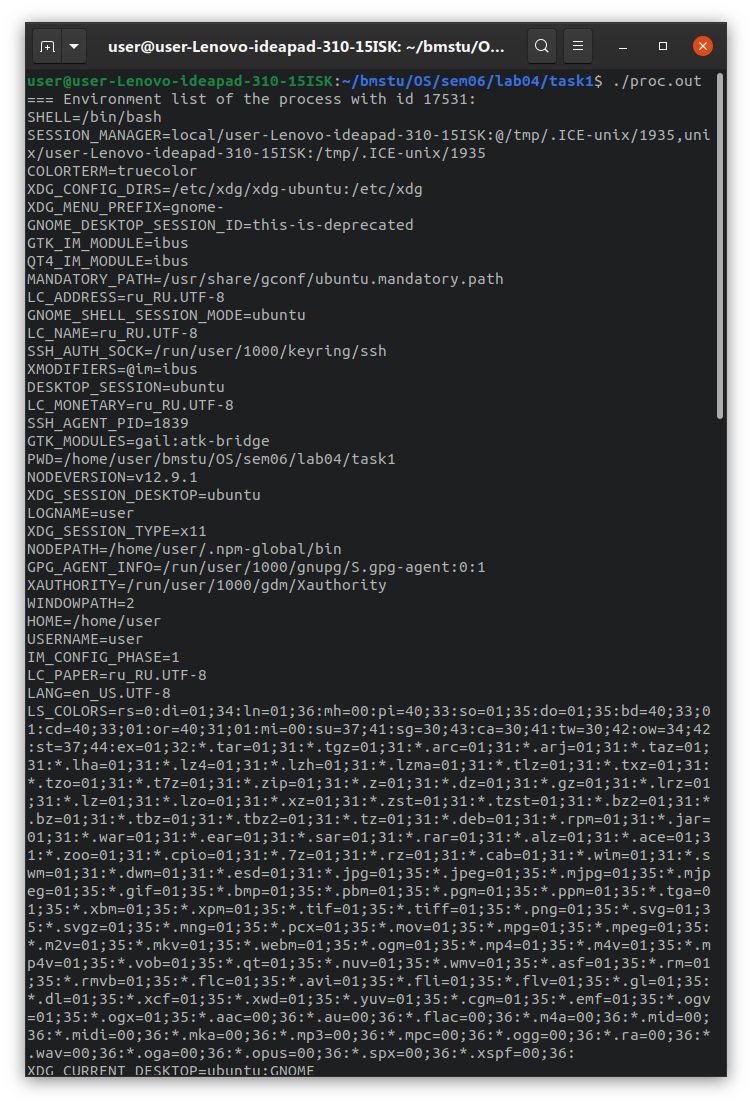 user@user-Lenovo-ideapad-310-15ISK: ~/bmstu/O...
user@user-Lenovo-ideapad-310-15ISK:~/bmstu/OS/sem06/lab04/task1$ ./proc.out
=== Environment list of the process with id 17531:
SHELL=/bin/bash
SESSION_MANAGER=local/user-Lenovo-ideapad-310-15ISK:@/tmp/.ICE-unix/1935,uni
x/user-Lenovo-ideapad-310-15ISK:/tmp/.ICE-unix/1935
COLORTERM=truecolor
XDG_CONFIG_DIRS=/etc/xdg/xdg-ubuntu:/etc/xdg
XDG_MENU_PREFIX=gnome-
GNOME_DESKTOP_SESSION_ID=this-is-deprecated
GTK_IM_MODULE=ibus
QT4_IM_MODULE=ibus
MANDATORY_PATH=/usr/share/gconf/ubuntu.mandatory.path
LC_ADDRESS=ru_RU.UTF-8
GNOME_SHELL_SESSION_MODE=ubuntu
LC_NAME=ru_RU.UTF-8
SSH_AUTH_SOCK=/run/user/1000/keyring/ssh
XMODIFIERS=@im=ibus
DESKTOP_SESSION=ubuntu
LC_MONETARY=ru_RU.UTF-8
SSH_AGENT_PID=1839
GTK_MODULES=gail:atk-bridge
PWD=/home/user/bmstu/OS/sem06/lab04/task1
NODEVERSION=v12.9.1
XDG_SESSION_DESKTOP=ubuntu
LOGNAME=user
XDG_SESSION_TYPE=x11
NODEPATH=/home/user/.npm-global/bin
GPG_AGENT_INFO=/run/user/1000/gnupg/S.gpg-agent:0:1
XAUTHORITY=/run/user/1000/gdm/Xauthority
WINDOWPATH=2
HOME=/home/user
USERNAME=user
IM_CONFIG_PHASE=1
LC_PAPER=ru_RU.UTF-8
LANG=en_US.UTF-8
LS_COLORS=rs=0:di=01;34:ln=01;36:mh=00:pi=40;33:so=01;35:do=01;35:bd=40;33;0
1:cd=40;33;01:or=40;31;01:mi=00:su=37;41:sg=30;43:ca=30;41:tw=30;42:ow=34;42
:st=37;44:ex=01;32:*.tar=01;31:*.tgz=01;31:*.arc=01;31:*.arj=01;31:*.taz=01;
31:*.lha=01;31:*.lz4=01;31:*.lzh=01;31:*.lzma=01;31:*.tlz=01;31:*.txz=01;31:
*.tzo=01;31:*.t7z=01;31:*.zip=01;31:*.z=01;31:*.dz=01;31:*.gz=01;31:*.lrz=01
;31:*.lz=01;31:*.lzo=01;31:*.xz=01;31:*.zst=01;31:*.tzst=01;31:*.bz2=01;31:*
.bz=01;31:*.tbz=01;31:*.tbz2=01;31:*.tz=01;31:*.deb=01;31:*.rpm=01;31:*.jar=
01;31:*.war=01;31:*.ear=01;31:*.sar=01;31:*.rar=01;31:*.alz=01;31:*.ace=01;3
1:*.zoo=01;31:*.cpio=01;31:*.7z=01;31:*.rz=01;31:*.cab=01;31:*.wim=01;31:*.s
wm=01;31:*.dwm=01;31:*.esd=01;31:*.jpg=01;35:*.jpeg=01;35:*.mjpg=01;35:*.mjp
eg=01;35:*.gif=01;35:*.bmp=01;35:*.pbm=01;35:*.pgm=01;35:*.ppm=01;35:*.tga=0
1;35:*.xbm=01;35:*.xpm=01;35:*.tif=01;35:*.tiff=01;35:*.png=01;35:*.svg=01;3
5:*.svgz=01;35:*.mng=01;35:*.pcx=01;35:*.mov=01;35:*.mpg=01;35:*.mpeg=01;35:
*.m2v=01;35:*.mkv=01;35:*.webm=01;35:*.ogm=01;35:*.mp4=01;35:*.m4v=01;35:*.m
p4v=01;35:*.vob=01;35:*.qt=01;35:*.nuv=01;35:*.wmv=01;35:*.asf=01;35:*.rm=01
;35:*.rmvb=01;35:*.flc=01;35:*.avi=01;35:*.fli=01;35:*.flv=01;35:*.gl=01;35:
*.dl=01;35:*.xcf=01;35:*.xwd=01;35:*.yuv=01;35:*.cgm=01;35:*.emf=01;35:*.ogv
=01;35:*.ogx=01;35:*.aac=00;36:*.au=00;36:*.flac=00;36:*.m4a=00;36:*.mid=00;
36:*.midi=00;36:*.mka=00;36:*.mp3=00;36:*.mpc=00;36:*.ogg=00;36:*.ra=00;36:*
.wav=00;36:*.oga=00;36:*.opus=00;36:*.spx=00;36:*.xspf=00;36:
XDG_CURRENT_DESKTOP=ubuntu:GNOME